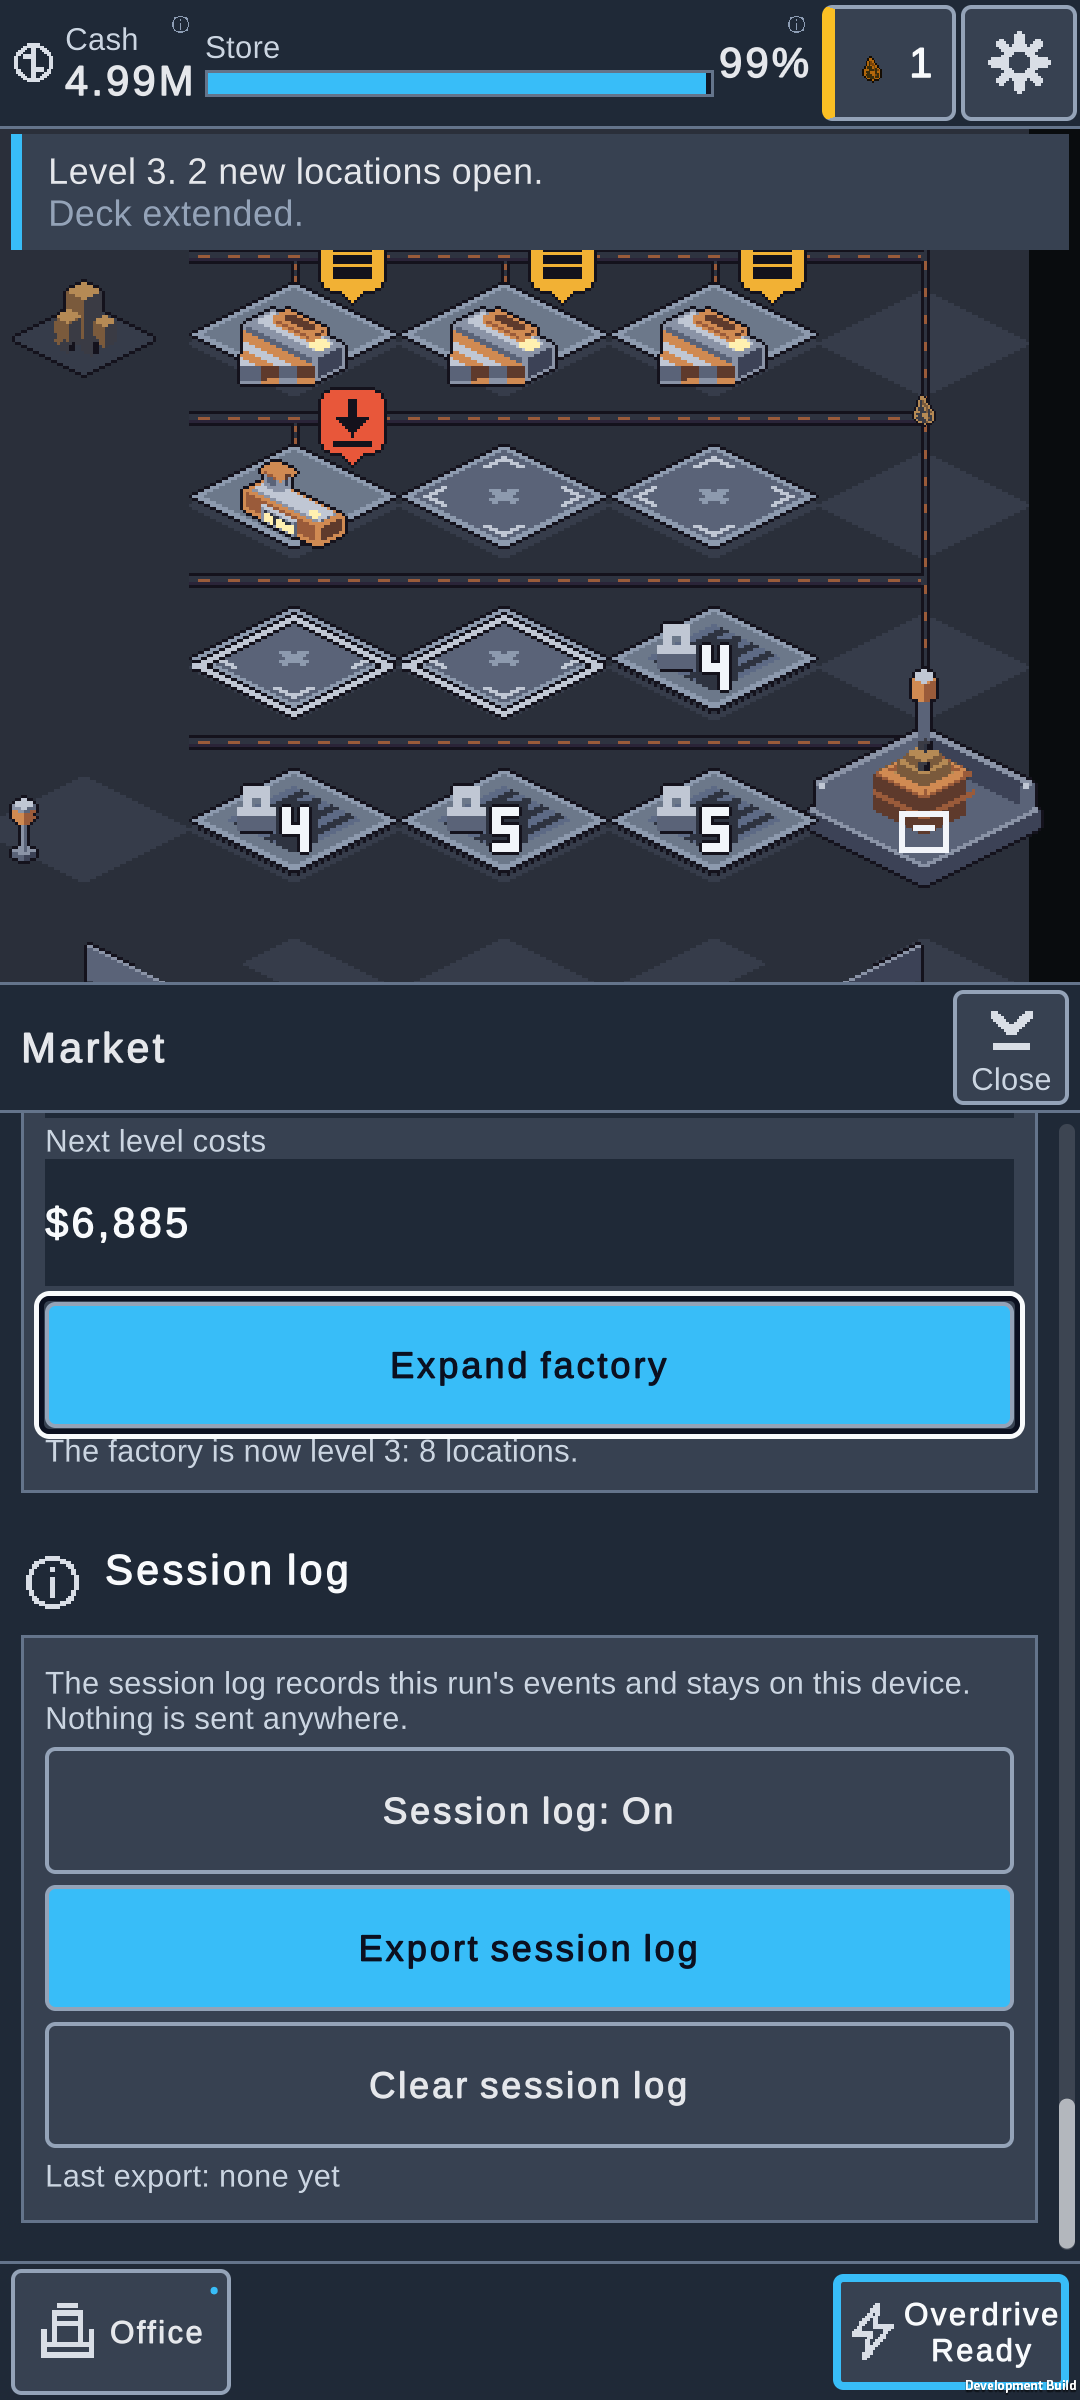 Cash
4.99M
Store
99%
1
Level 3. 2 new locations open.
Deck extended.
4
4
5
5
Market
Close
Next level costs
$6,885
Expand factory
The factory is now level 3: 8 locations.
Session log
The session log records this run's events and stays on this device.
Nothing is sent anywhere.
Session log: On
Export session log
Clear session log
Last export: none yet
Office
Overdrive
Ready
Development Build